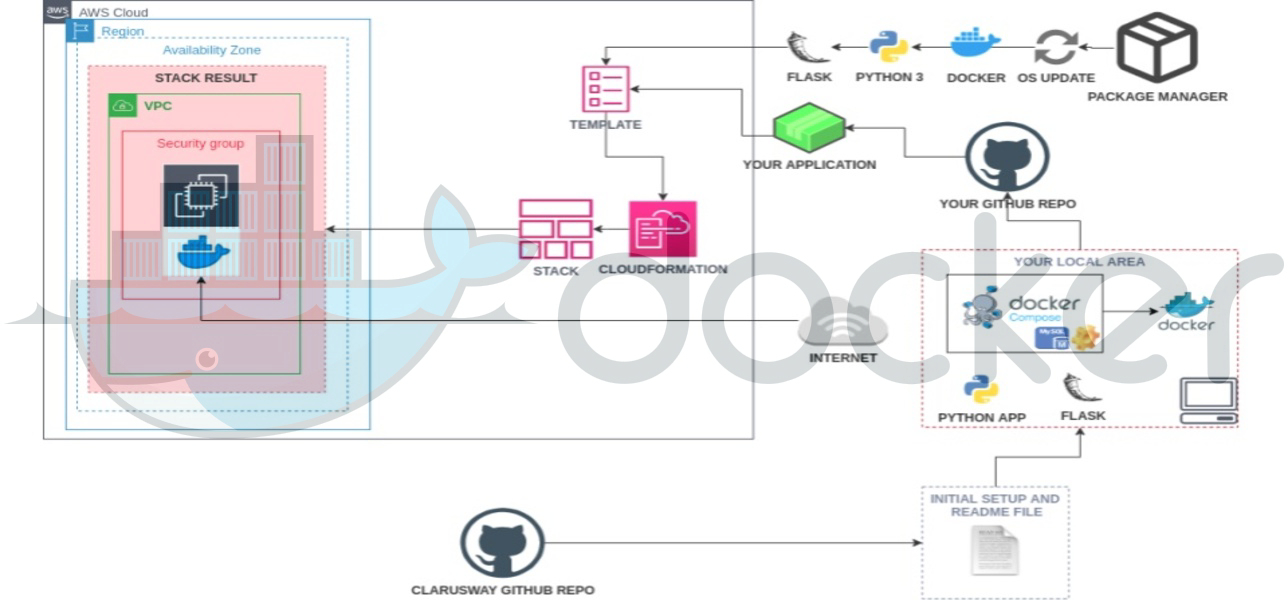 aws
AWS Cloud
Region
Availability Zone
STACK RESULT
VPC
Security group
FLASK
PYTHON 3
DOCKER
OS UPDATE
PACKAGE MANAGER
TEMPLATE
YOUR APPLICATION
YOUR GITHUB REPO
STACK
CLOUDFORMATION
docker
YOUR LOCAL AREA
docker
Compose
MySQL
docker
INTERNET
PYTHON APP
FLASK
INITIAL SETUP AND
README FILE
CLARUSWAY GITHUB REPO